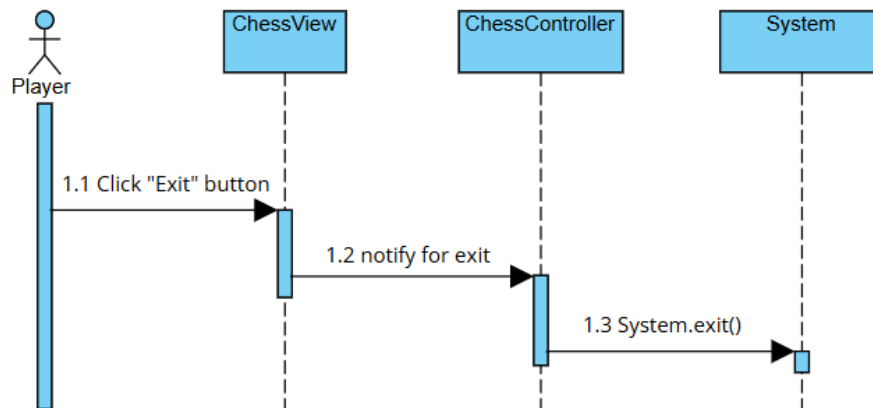 ChessView
ChessController
System
Player
1.1 Click "Exit" button
1.2 notify for exit
1.3 System.exit()